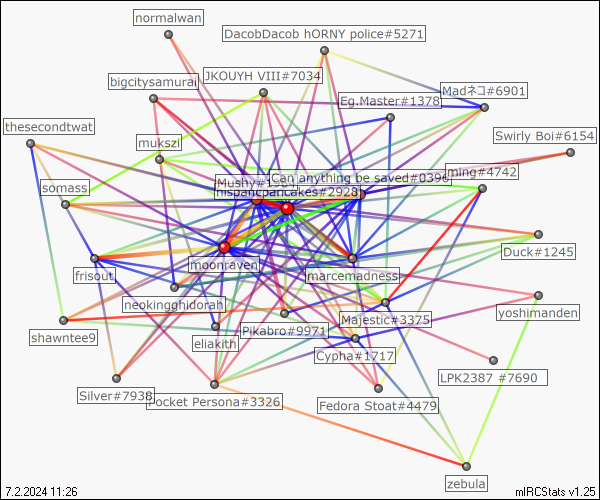 normalwan
DacobDacob hORNY police#5271
bigcitysamurai
JKOUYH VIII#7034
Madネコ#6901
Eg.Master#1378
thesecondtwat
Swirly Boi#6154
mukszi
Can anything be saved#0396
ming#4742
somass
hispanicpancakes#2928
Duck#1245
frisout
moonraven
marcemadness
neokingghidorah
yoshimanden
shawntee9
eliakith
Pikabro#9971
Majestic#3375
Cypha#1717
LPK2387 #7690
Silver#7938
Pocket Persona#3326
Fedora Stoat#4479
zebula
7.2.2024 11:26
mIRCStats v1.25